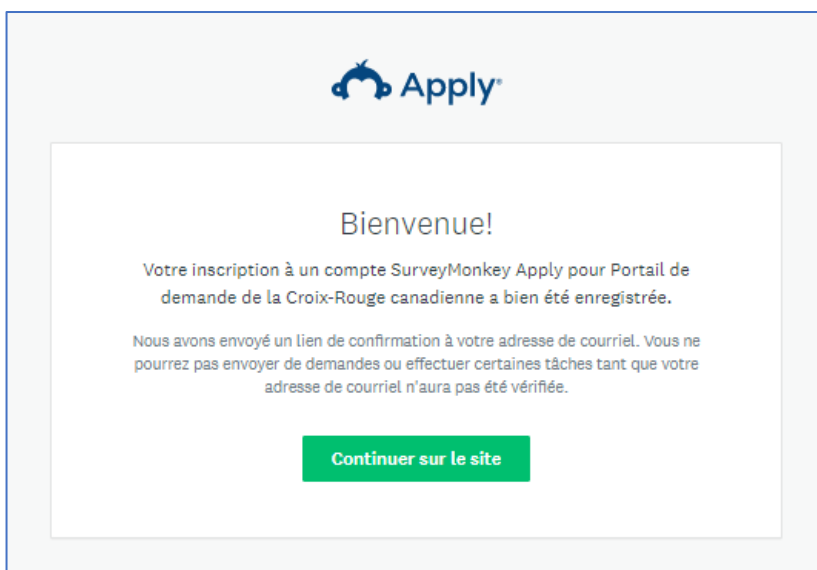 Apply®
Bienvenue!
Votre inscription à un compte SurveyMonkey Apply pour Portail de
demande de la Croix-Rouge canadienne a bien été enregistrée.
Nous avons envoyé un lien de confirmation à votre adresse de courriel. Vous ne
pourrez pas envoyer de demandes ou effectuer certaines tâches tant que votre
adresse de courriel n'aura pas été vérifiée.
Continuer sur le site